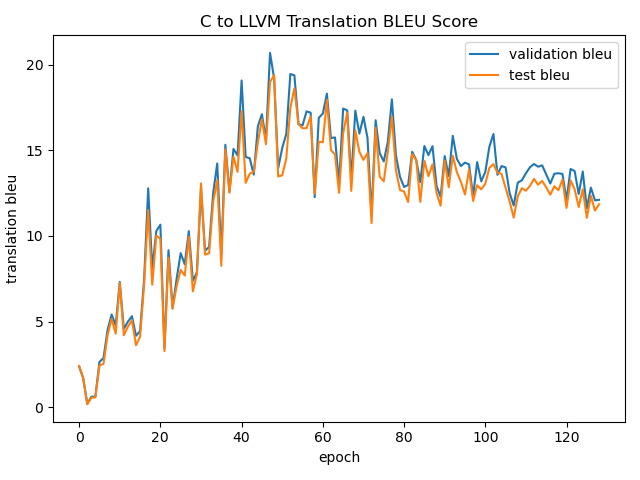 C to LLVM Translation BLEU Score
validation bleu
test bleu
20
15
10
5
0
translation bleu
0 20 40 60 80 100 120
epoch